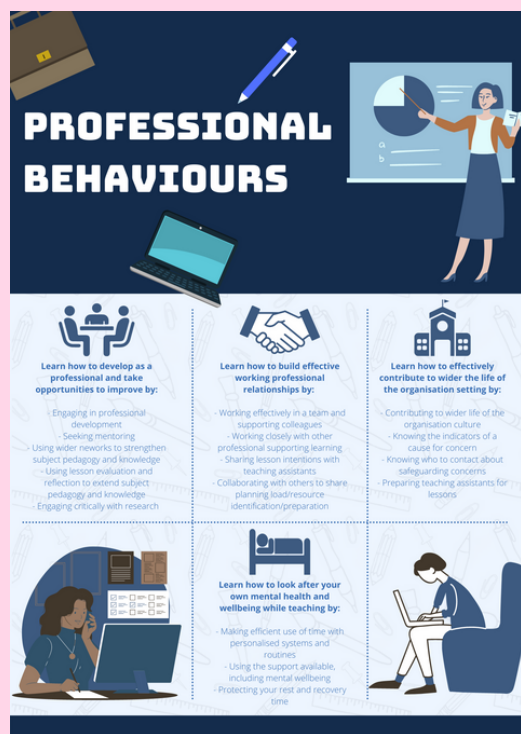 PROFESSIONAL
BEHAVIOURS
a
b
Learn how to develop as a
professional and take
opportunities to improve by:
- Engaging in professional
development
- Seeking mentoring
- Using wider reworks to strengthen
subject pedagogy and knowledge
- Using lesson evaluation and
reflection to extend subject
pedagogy and knowledge
- Engaging critically with research
Learn how to build effective
working professional
relationships by:
- Working effectively in a team and
supporting colleagues
- Working closely with other
professional supporting learning
- Sharing lesson intentions with
teaching assistants
- Collaborating with others to share
planning load/resource
identification/preparation
Learn how to effectively
contribute to wider the life of
the organisation setting by:
- Contributing to wider life of the
organisation culture
- Knowing the indicators of a
cause for concern
- Knowing who to contact about
safeguarding concerns
- Preparing teaching assistants for
lessons
Learn how to look after your
own mental health and
wellbeing while teaching by:
- Making efficient use of time with
personalised systems and
routines
- Using the support available,
including mental wellbeing
- Protecting your rest and recovery
time